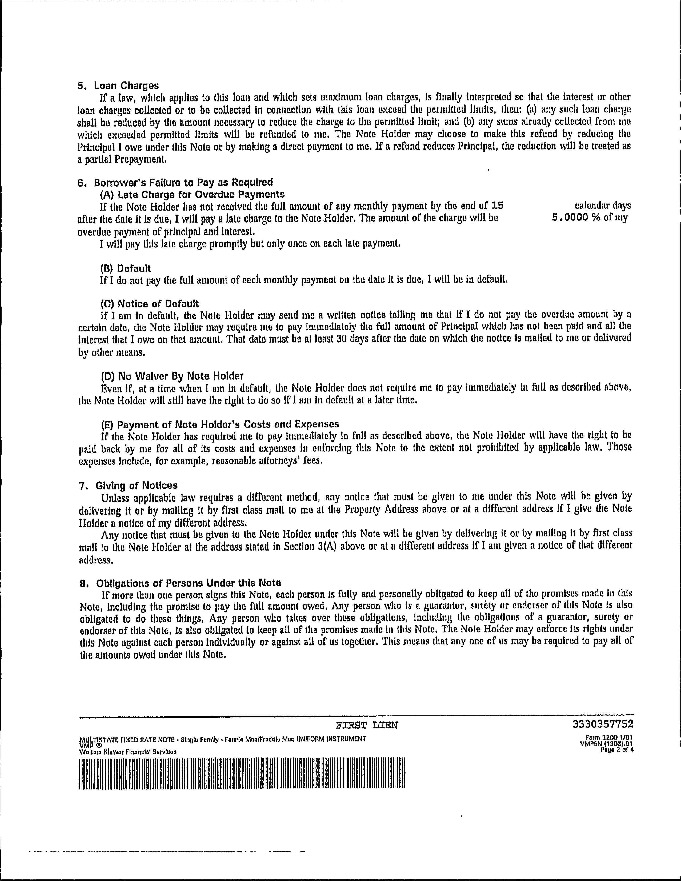 5. Loan Charges
If a law, which applies to this loan and which sets maximum loan charges, is finally interpreted so that the interest or other
loan charges collected or to be collected in connection with this loan exceed the permitted limits, then: (a) any such loan charge
shall be reduced by the amount necessary to reduce the charge to the permitted limit; and (b) any sums already collected from me
which exceeded permitted limits will be refunded to me. The Note Holder may choose to make this refund by reducing the
Principal I owe under this Note or by making a direct payment to me. If a refund reduces Principal, the reduction will be treated as
a partial Prepayment.
6. Borrower's Failure to Pay as Required
(A) Late Charge for Overdue Payments
If the Note Holder has not received the full amount of any monthly payment by the end of 15 calendar days
after the date it is due, I will pay a late charge to the Note Holder. The amount of the charge will be 5.0000 % of my
overdue payment of principal and interest.
I will pay this late charge promptly but only once on each late payment.
(B) Default
If I do not pay the full amount of each monthly payment on the date it is due, I will be in default.
(C) Notice of Default
If I am in default, the Note Holder may send me a written notice telling me that if I do not pay the overdue amount by a
certain date, the Note Holder may require me to pay immediately the full amount of Principal which has not been paid and all the
interest that I owe on that amount. That date must be at least 30 days after the date on which the notice is mailed to me or delivered
by other means.
(D) No Waiver By Note Holder
Even if, at a time when I am in default, the Note Holder does not require me to pay immediately in full as described above,
the Note Holder will still have the right to do so if I am in default at a later time.
(E) Payment of Note Holder's Costs and Expenses
If the Note Holder has required me to pay immediately in full as described above, the Note Holder will have the right to be
paid back by me for all of its costs and expenses in enforcing this Note to the extent not prohibited by applicable law. Those
expenses include, for example, reasonable attorneys' fees.
7. Giving of Notices
Unless applicable law requires a different method, any notice that must be given to me under this Note will be given by
delivering it or by mailing it by first class mail to me at the Property Address above or at a different address if I give the Note
Holder a notice of my different address.
Any notice that must be given to the Note Holder under this Note will be given by delivering it or by mailing it by first class
mail to the Note Holder at the address stated in Section 3(A) above or at a different address if I am given a notice of that different
address.
8. Obligations of Persons Under this Note
If more than one person signs this Note, each person is fully and personally obligated to keep all of the promises made in this
Note, including the promise to pay the full amount owed. Any person who is a guarantor, surety or endorser of this Note is also
obligated to do these things. Any person who takes over these obligations, including the obligations of a guarantor, surety or
endorser of this Note, is also obligated to keep all of the promises made in this Note. The Note Holder may enforce its rights under
this Note against each person individually or against all of us together. This means that any one of us may be required to pay all of
the amounts owed under this Note.
FIRST LIEN 3330357752
MULTISTATE FIXED RATE NOTE - Single Family - Fannie Mae/Freddie Mac UNIFORM INSTRUMENT Form 3200 1/01
VMP ® VMP5N (1302).01
Wolters Kluwer Financial Services Page 2 of 4